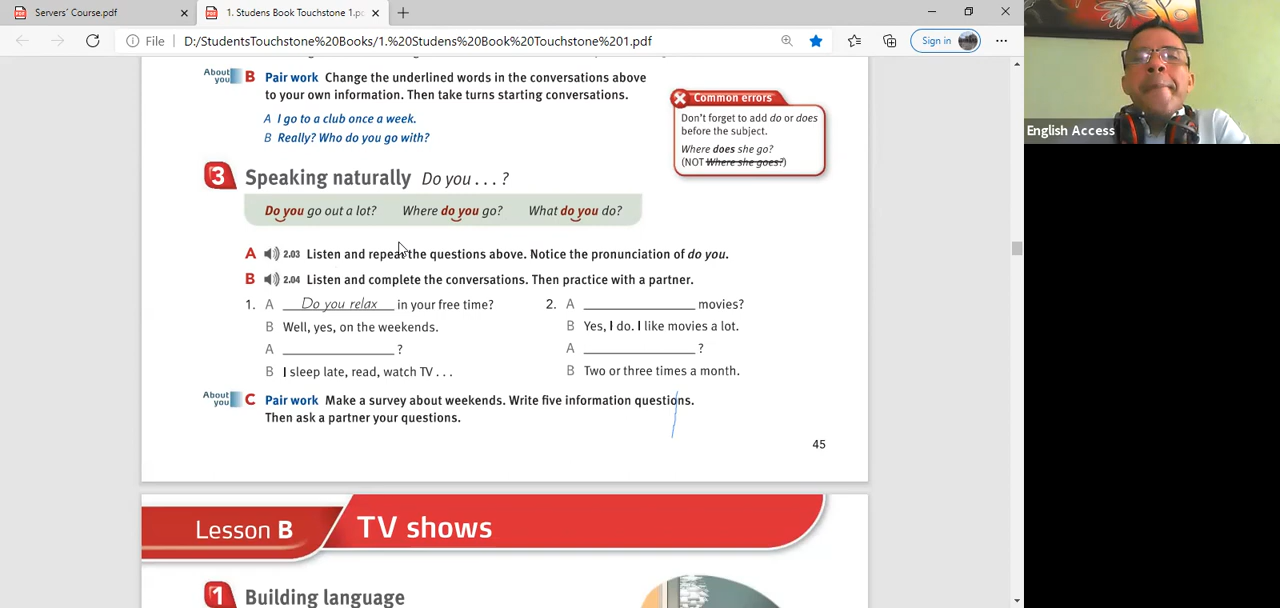 Servers' Course.pdf
1. Studens Book Touchstone 1.p
File
D:/StudentsTouchstone%20Books/1.%20Studens%20Book%20Touchstone%201.pdf
Sign in
About you B Pair work Change the underlined words in the conversations above
to your own information. Then take turns starting conversations.
A I go to a club once a week.
B Really? Who do you go with?
Common errors
Don't forget to add do or does
before the subject.
Where does she go?
(NOT Where she goes?)
3 Speaking naturally Do you . . . ?
Do you go out a lot? Where do you go? What do you do?
A 2.03 Listen and repeat the questions above. Notice the pronunciation of do you.
B 2.04 Listen and complete the conversations. Then practice with a partner.
1. A Do you relax in your free time?
B Well, yes, on the weekends.
A ______________ ?
B I sleep late, read, watch TV . . .
2. A ______________ movies?
B Yes, I do. I like movies a lot.
A ______________ ?
B Two or three times a month.
About you C Pair work Make a survey about weekends. Write five information questions.
Then ask a partner your questions.
45
Lesson B TV shows
1 Building language
English Access